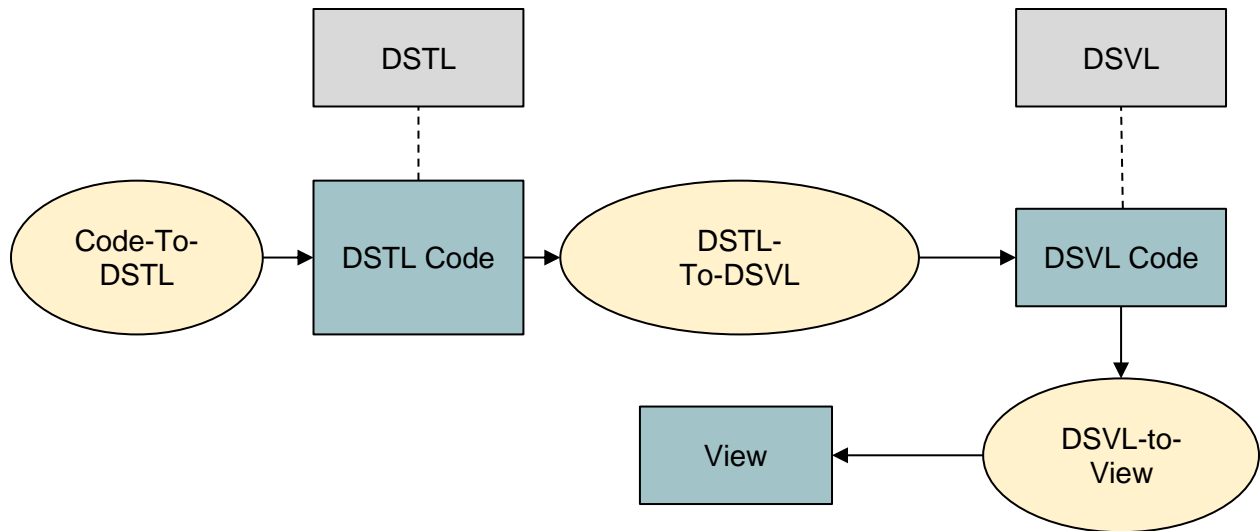 DSTL
DSVL
Code-To-
DSTL
DSTL Code
DSTL-
To-DSVL
DSVL Code
View
DSVL-to-
View